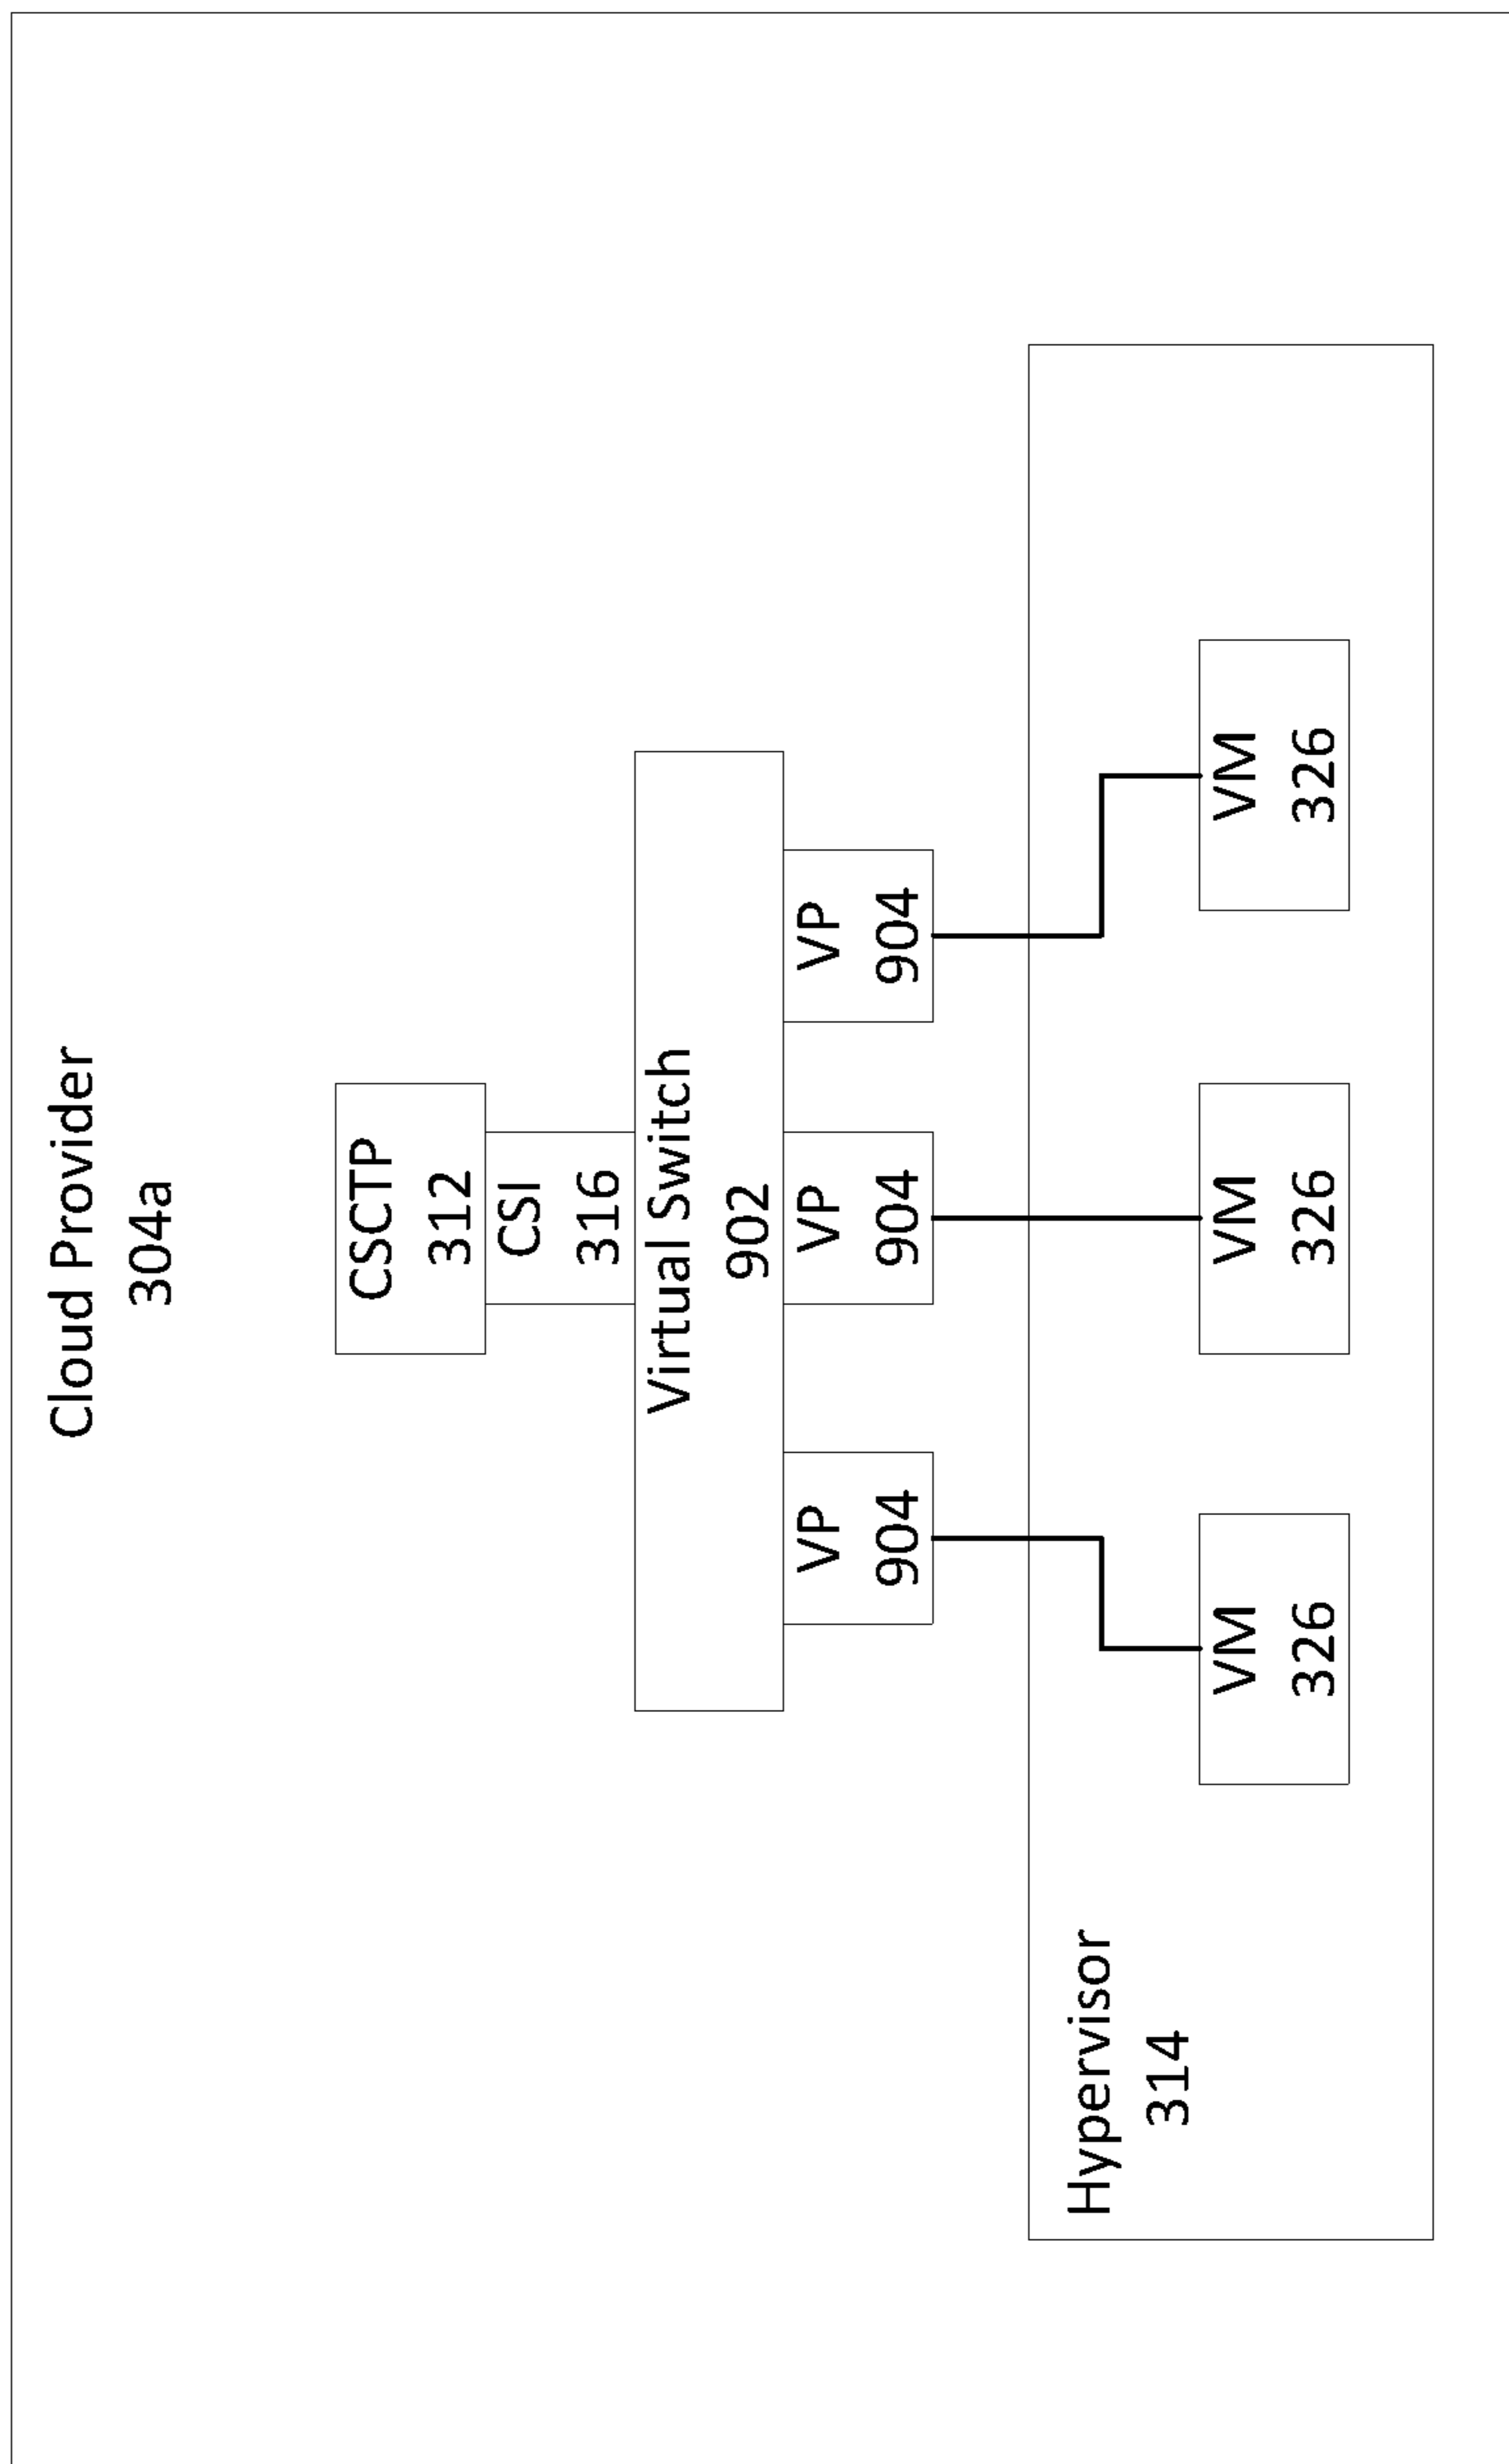 Cloud Provider
304a
CSCTP
312
CSI
316
Virtual Switch
902
VP
904
VP
904
VP
904
Hypervisor
314
VM
326
VM
326
VM
326